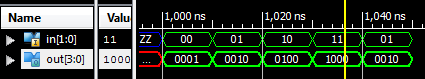 Name Valu 1,000 ns 1,020 ns 1,040 ns
in[1:0] 11 ZZ 00 01 10 11 01
out[3:0] 1000 ... 0001 0010 0100 1000 0010